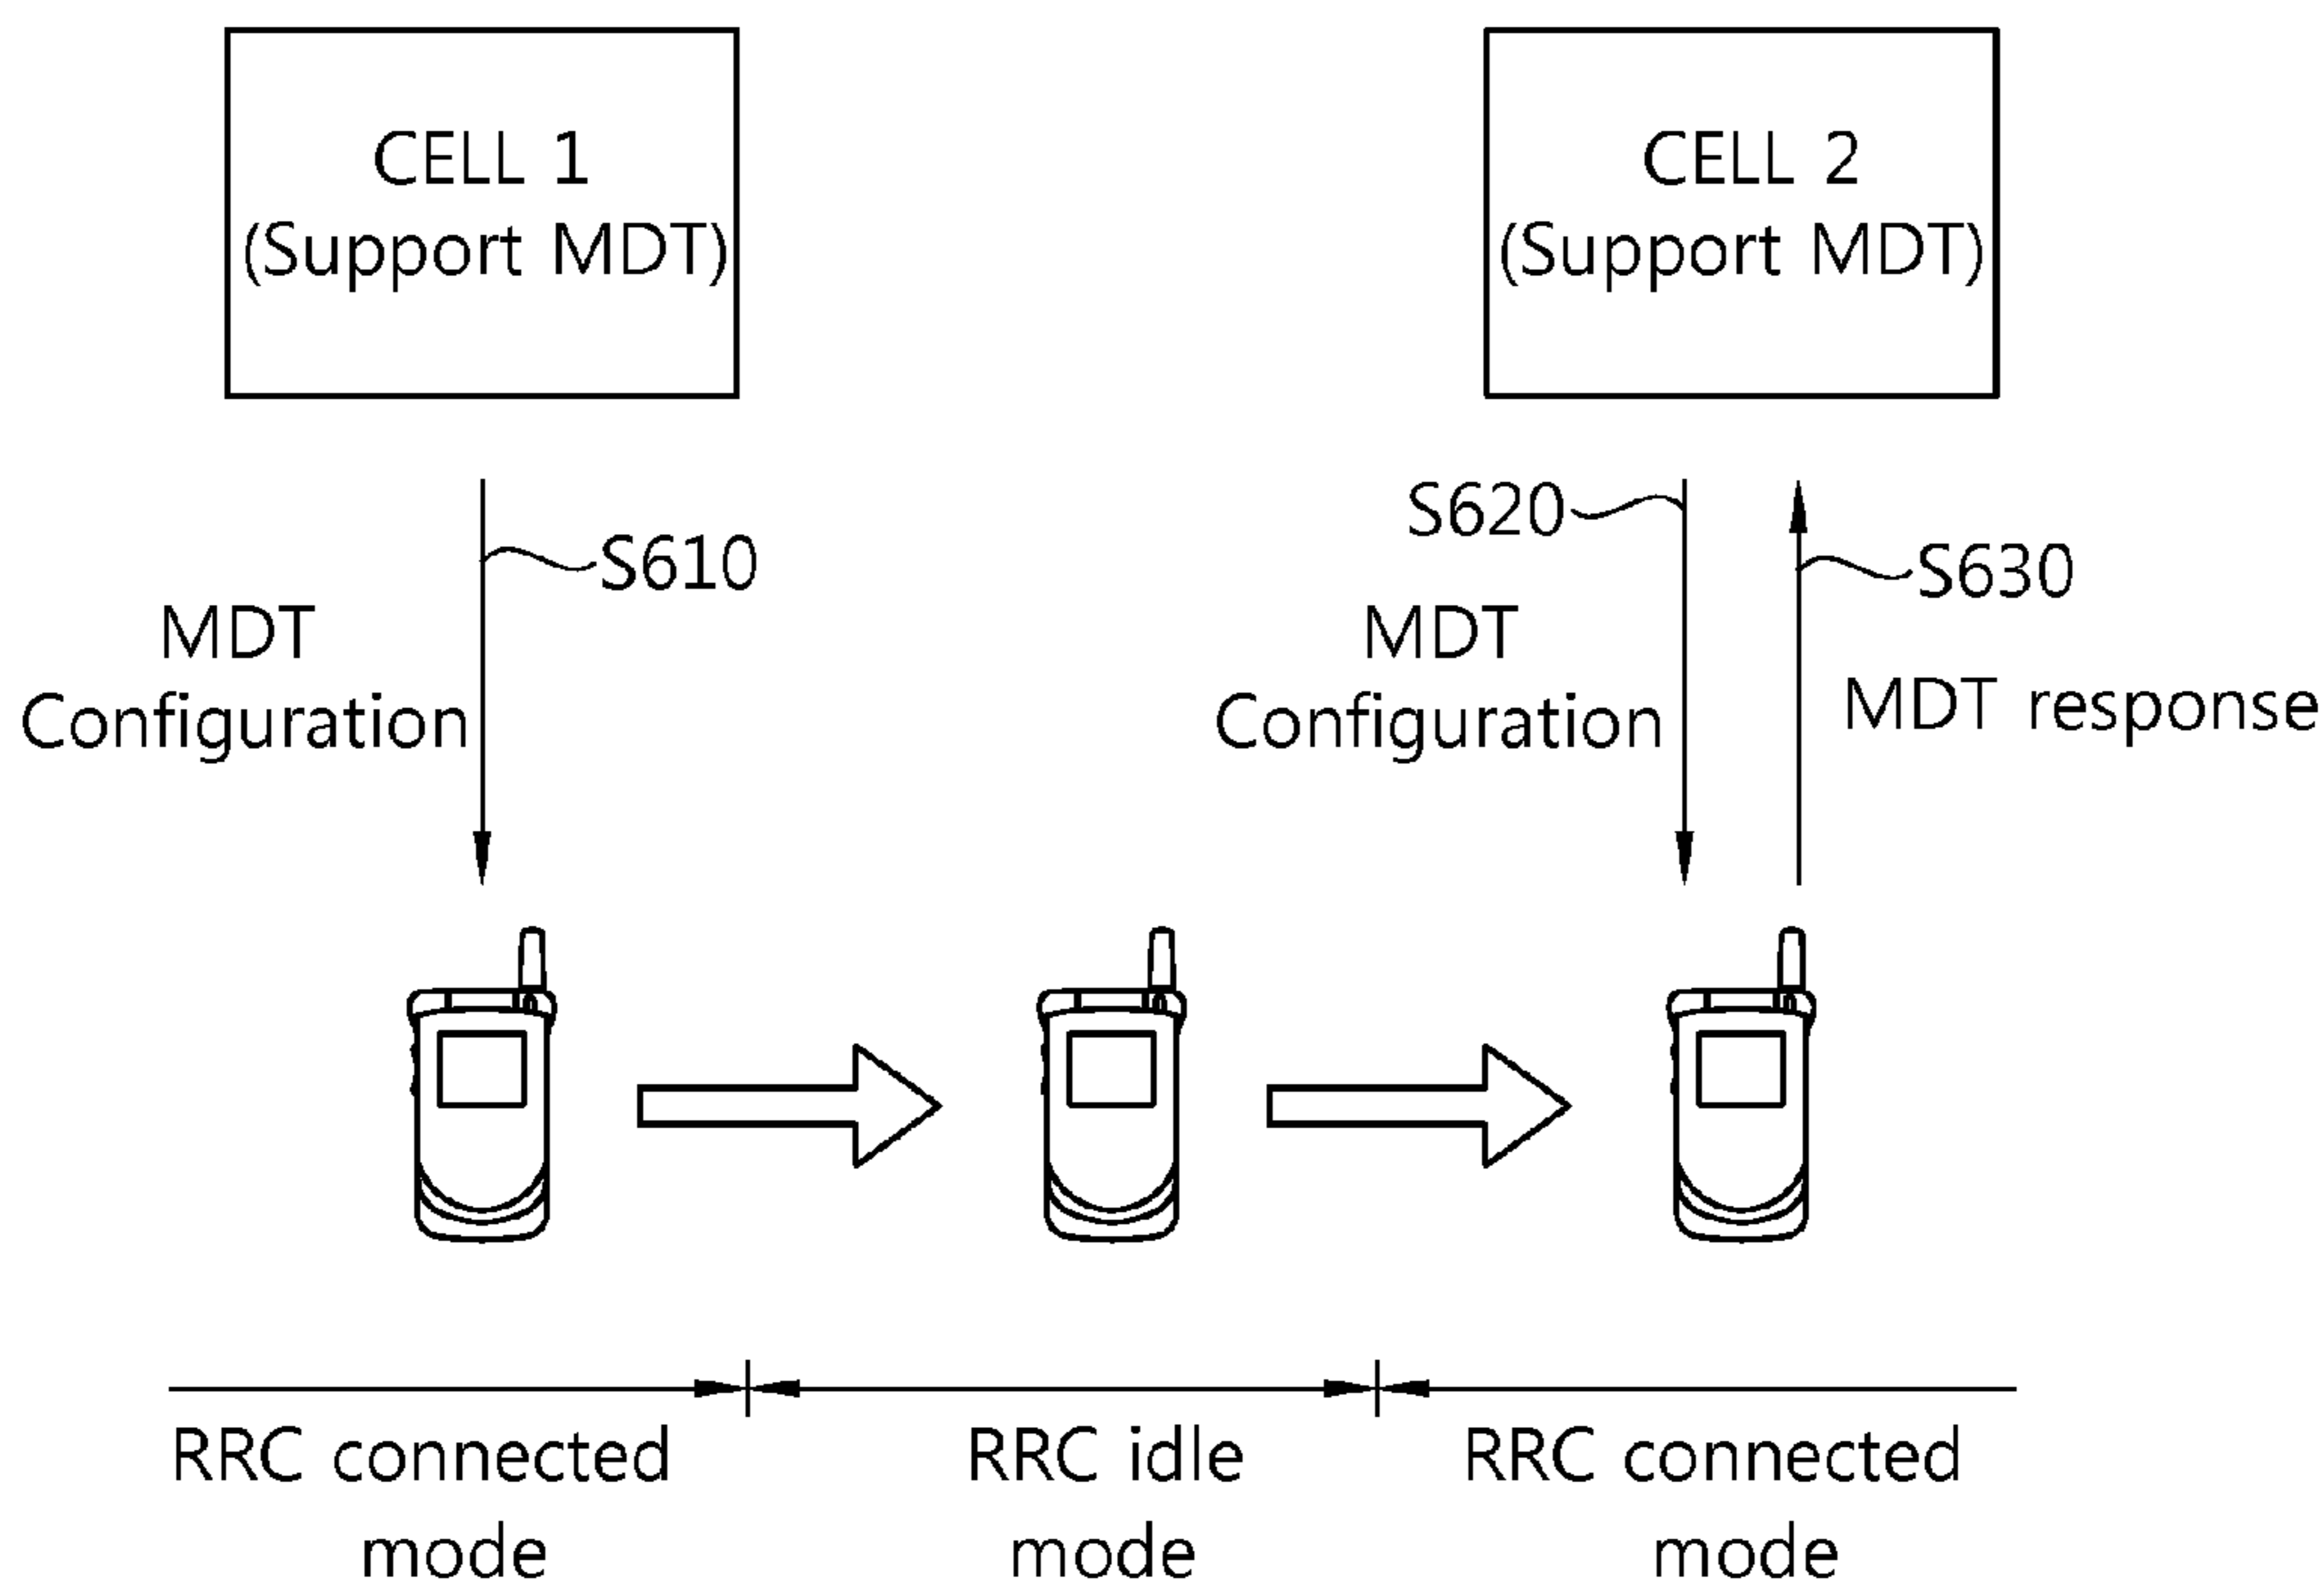 CELL 1
(Support MDT)
CELL 2
(Support MDT)
S610
MDT
Configuration
S620
MDT
Configuration
S630
MDT response
RRC connected
mode
RRC idle
mode
RRC connected
mode